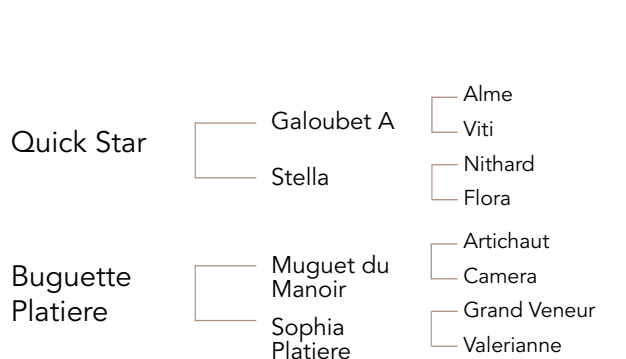 Quick Star
Galoubet A
Alme
Viti
Stella
Nithard
Flora
Buguette
Platiere
Muguet du
Manoir
Artichaut
Camera
Sophia
Platiere
Grand Veneur
Valerianne